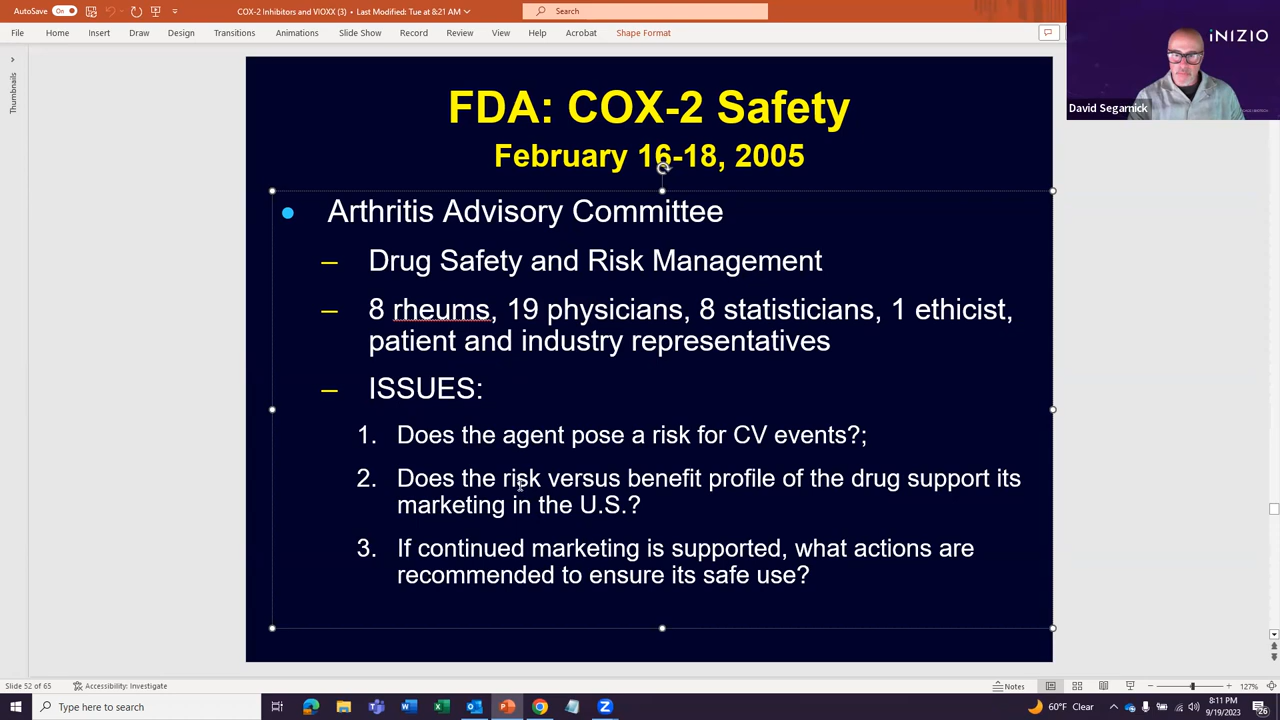 AutoSave On COX-2 Inhibitors and VIOXX (3) • Last Modified: Tue at 8:21 AM Search
File Home Insert Draw Design Transitions Animations Slide Show Record Review View Help Acrobat Shape Format
iNIZIO
David Segarnick
Thumbnails
FDA: COX-2 Safety
February 16-18, 2005
Arthritis Advisory Committee
– Drug Safety and Risk Management
– 8 rheums, 19 physicians, 8 statisticians, 1 ethicist,
patient and industry representatives
– ISSUES:
1. Does the agent pose a risk for CV events?;
2. Does the risk versus benefit profile of the drug support its
marketing in the U.S.?
3. If continued marketing is supported, what actions are
recommended to ensure its safe use?
Slide 52 of 65 Accessibility: Investigate Notes 127%
Type here to search 60°F Clear 8:11 PM
9/19/2023 26